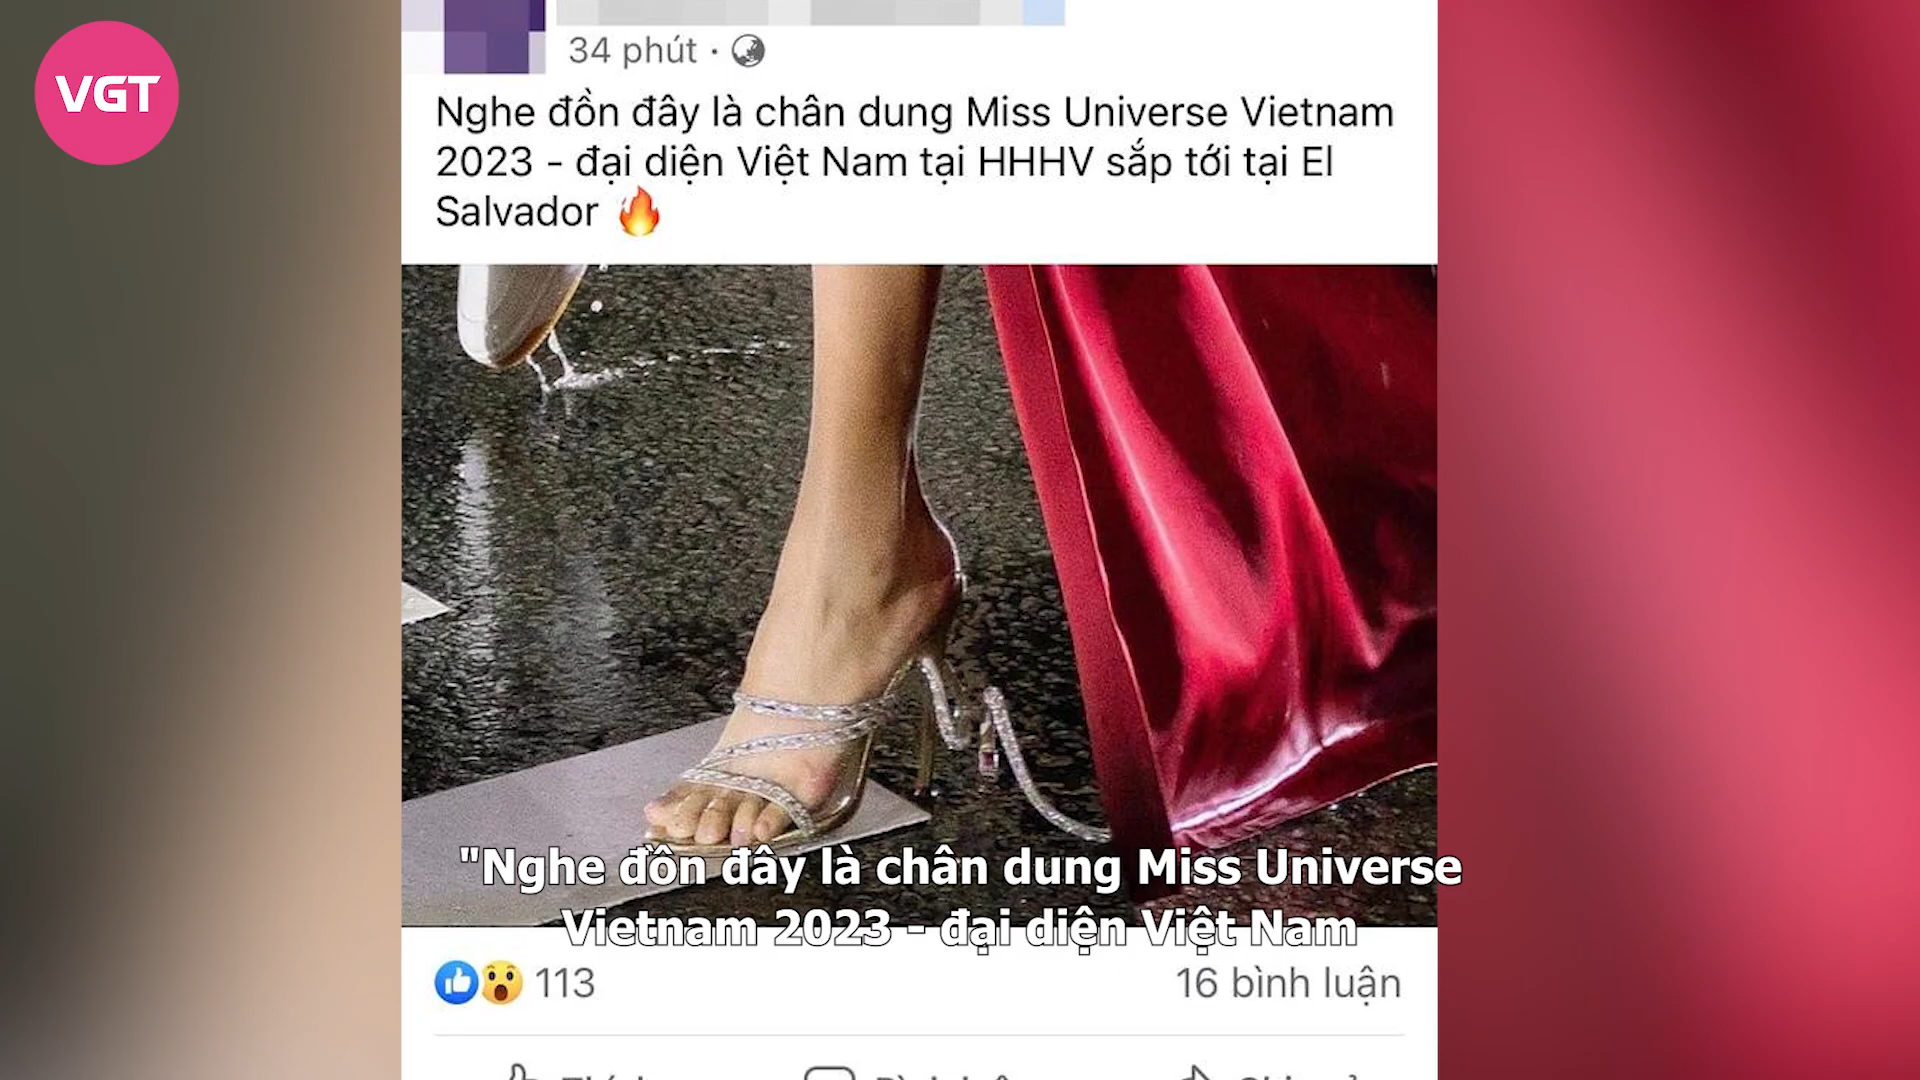 VGT
34 phút ·
Nghe đồn đây là chân dung Miss Universe Vietnam
2023 - đại diện Việt Nam tại HHHV sắp tới tại El
Salvador 🔥
"Nghe đồn đây là chân dung Miss Universe
Vietnam 2023 - đại diện Việt Nam
113
16 bình luận